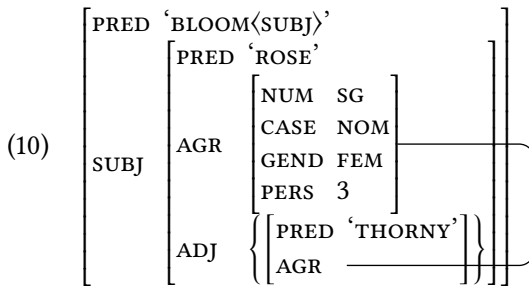 PRED ‘BLOOM⟨SUBJ⟩’
PRED ‘ROSE’
NUM SG
CASE NOM
(10) SUBJ AGR GEND FEM
PERS 3
PRED ‘THORNY’
ADJ
AGR